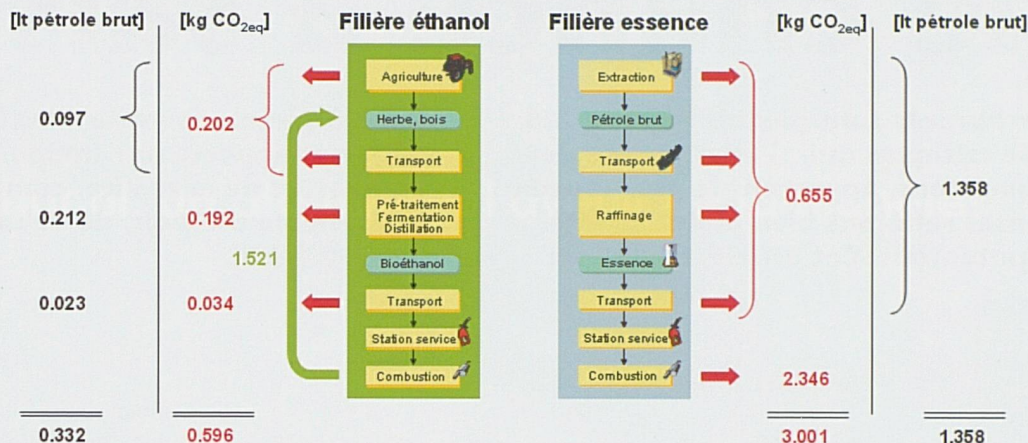 [lt pétrole brut] [kg CO2eq] Filière éthanol Filière essence [kg CO2eq] [lt pétrole brut]
Agriculture Extraction
0.097 0.202 Herbe, bois Pétrole brut
Transport Transport
0.655 1.358
0.212 0.192 Pré-traitement Raffinage
Fermentation
Distillation
1.521 Bioéthanol Essence
0.023 0.034 Transport Transport
Station service Station service
Combustion Combustion 2.346
0.332 0.596 3.001 1.358